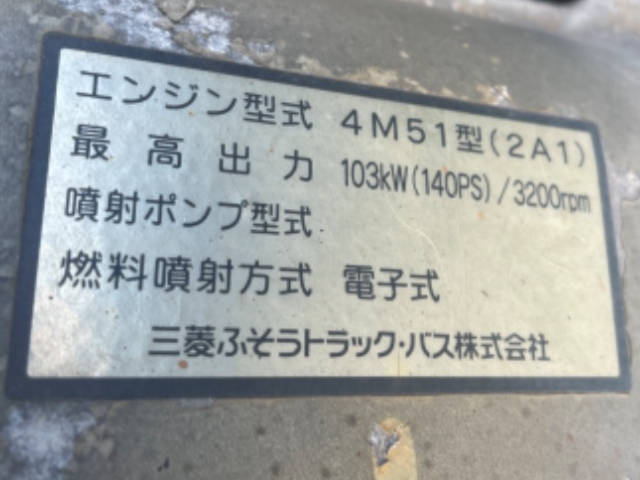 エンジン型式 4M51型(2A1)
最高出力 103kW(140PS)/3200rpm
噴射ポンプ型式
燃料噴射方式 電子式
三菱ふそうトラック・バス株式会社